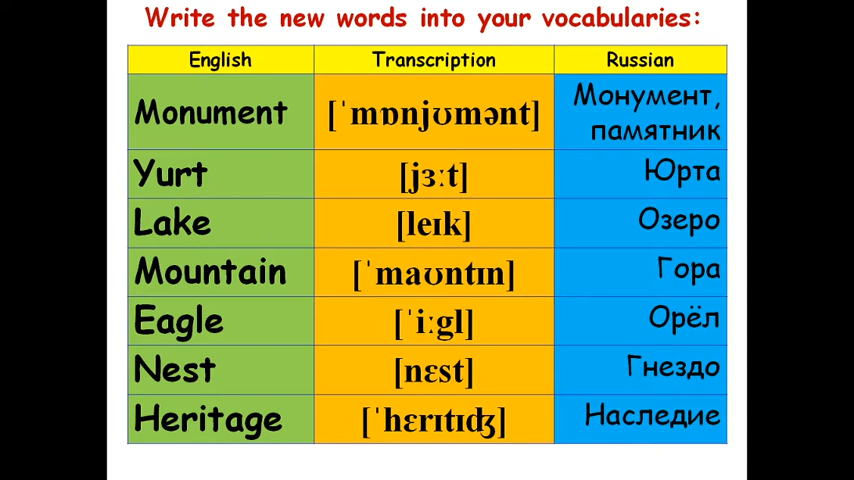 Write the new words into your vocabularies:
English Transcription Russian
Monument [ˈmɒnjʊmənt] Монумент,
памятник
Yurt [jɜːt] Юрта
Lake [leɪk] Озеро
Mountain [ˈmaʊntɪn] Гора
Eagle [ˈiːgl] Орёл
Nest [nɛst] Гнездо
Heritage [ˈhɛrɪtɪʤ] Наследие